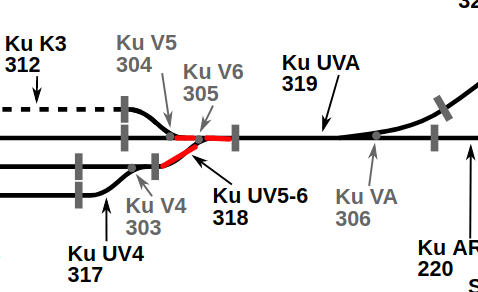 32
Ku K3
312
Ku V5
304
Ku V6
305
Ku UVA
319
Ku V4
303
Ku UV4
317
Ku UV5-6
318
Ku VA
306
Ku AR
220
S